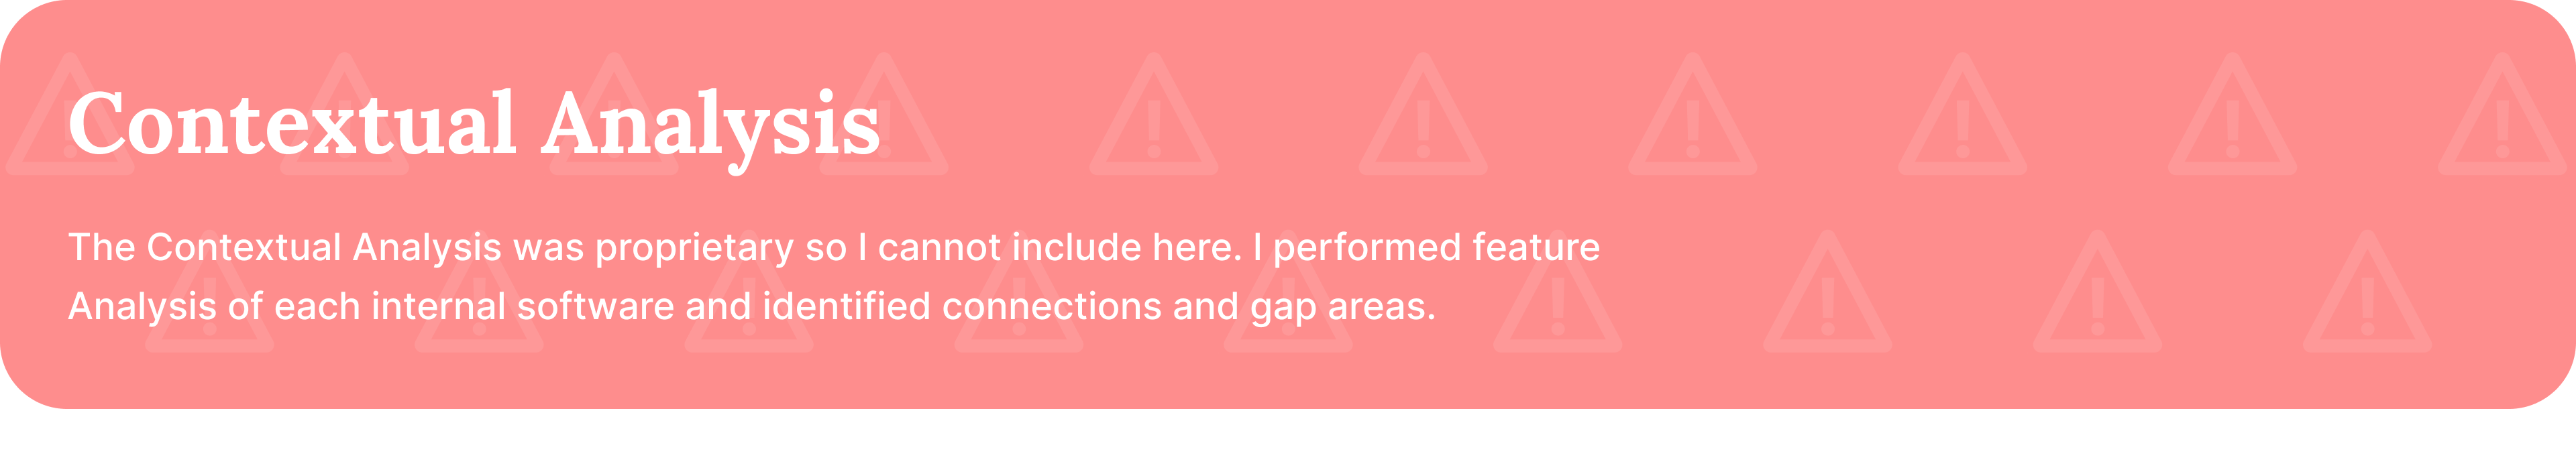 Contextual Analysis
The Contextual Analysis was proprietary so I cannot include here. I performed feature
Analysis of each internal software and identified connections and gap areas.